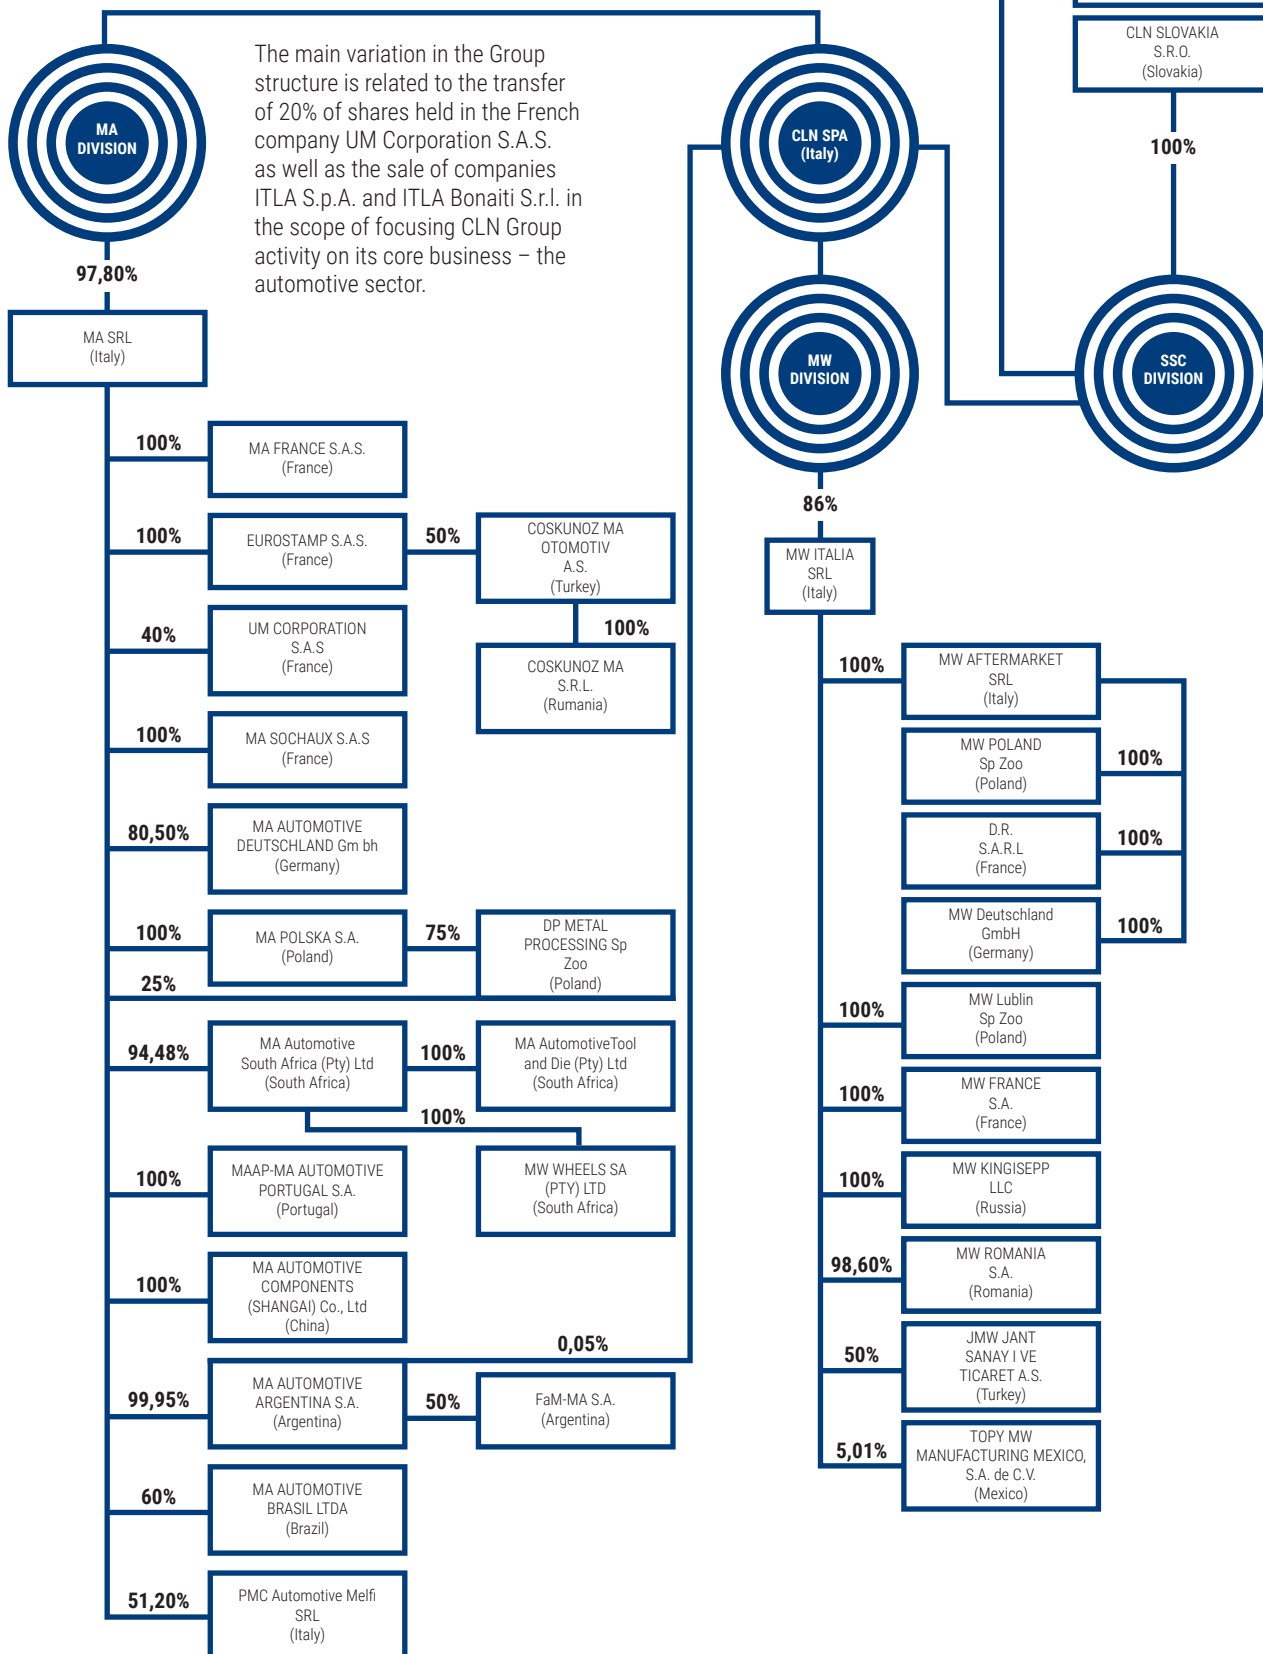 The main variation in the Group
structure is related to the transfer
of 20% of shares held in the French
company UM Corporation S.A.S.
as well as the sale of companies
ITLA S.p.A. and ITLA Bonaiti S.r.l. in
the scope of focusing CLN Group
activity on its core business – the
automotive sector.
MA
DIVISION
97,80%
MA SRL
(Italy)
100%
MA FRANCE S.A.S.
(France)
100%
EUROSTAMP S.A.S.
(France)
50%
COSKUNOZ MA
OTOMOTIV
A.S.
(Turkey)
100%
COSKUNOZ MA
S.R.L.
(Rumania)
40%
UM CORPORATION
S.A.S
(France)
100%
MA SOCHAUX S.A.S
(France)
80,50%
MA AUTOMOTIVE
DEUTSCHLAND Gm bh
(Germany)
100%
MA POLSKA S.A.
(Poland)
75%
DP METAL
PROCESSING Sp
Zoo
(Poland)
25%
94,48%
MA Automotive
South Africa (Pty) Ltd
(South Africa)
100%
MA AutomotiveTool
and Die (Pty) Ltd
(South Africa)
100%
MW WHEELS SA
(PTY) LTD
(South Africa)
100%
MAAP-MA AUTOMOTIVE
PORTUGAL S.A.
(Portugal)
100%
MA AUTOMOTIVE
COMPONENTS
(SHANGAI) Co., Ltd
(China)
0,05%
99,95%
MA AUTOMOTIVE
ARGENTINA S.A.
(Argentina)
50%
FaM-MA S.A.
(Argentina)
60%
MA AUTOMOTIVE
BRASIL LTDA
(Brazil)
51,20%
PMC Automotive Melfi
SRL
(Italy)
CLN SPA
(Italy)
MW
DIVISION
86%
MW ITALIA
SRL
(Italy)
100%
MW AFTERMARKET
SRL
(Italy)
MW POLAND
Sp Zoo
(Poland)
100%
D.R.
S.A.R.L
(France)
100%
MW Deutschland
GmbH
(Germany)
100%
100%
MW Lublin
Sp Zoo
(Poland)
100%
MW FRANCE
S.A.
(France)
100%
MW KINGISEPP
LLC
(Russia)
98,60%
MW ROMANIA
S.A.
(Romania)
50%
JMW JANT
SANAY I VE
TICARET A.S.
(Turkey)
5,01%
TOPY MW
MANUFACTURING MEXICO,
S.A. de C.V.
(Mexico)
CLN SLOVAKIA
S.R.O.
(Slovakia)
100%
SSC
DIVISION